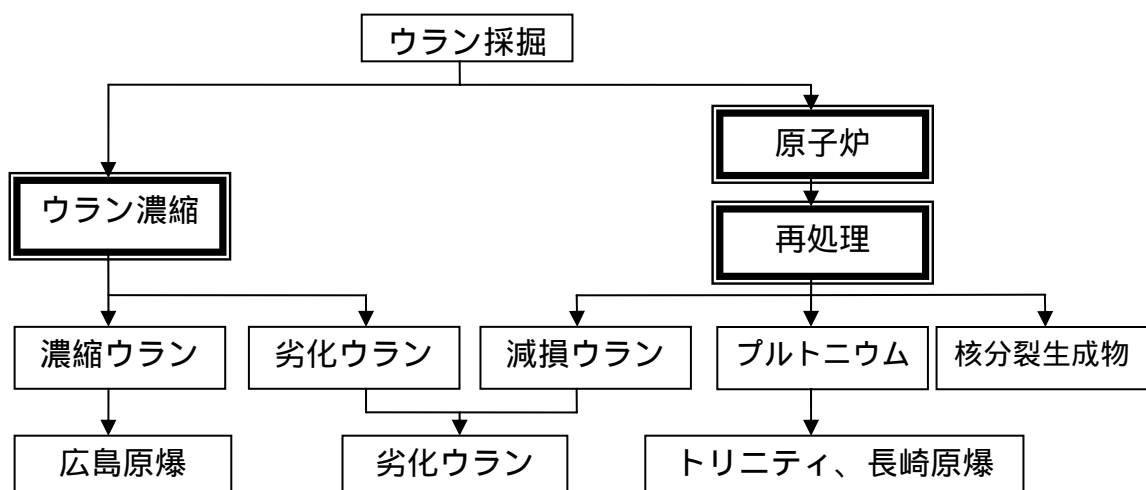 ウラン採掘
原子炉
ウラン濃縮
再処理
濃縮ウラン
劣化ウラン
減損ウラン
プルトニウム
核分裂生成物
広島原爆
劣化ウラン
トリニティ、長崎原爆